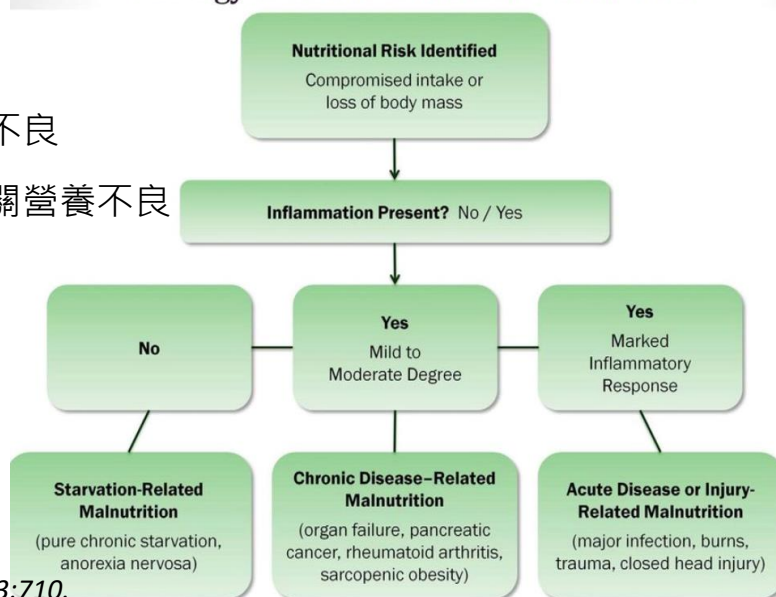 不良
關營養不良
Nutritional Risk Identified
Compromised intake or
loss of body mass
Inflammation Present? No / Yes
No
Yes
Mild to
Moderate Degree
Yes
Marked
Inflammatory
Response
Starvation-Related
Malnutrition
(pure chronic starvation,
anorexia nervosa)
Chronic Disease–Related
Malnutrition
(organ failure, pancreatic
cancer, rheumatoid arthritis,
sarcopenic obesity)
Acute Disease or Injury-
Related Malnutrition
(major infection, burns,
trauma, closed head injury)
:710.